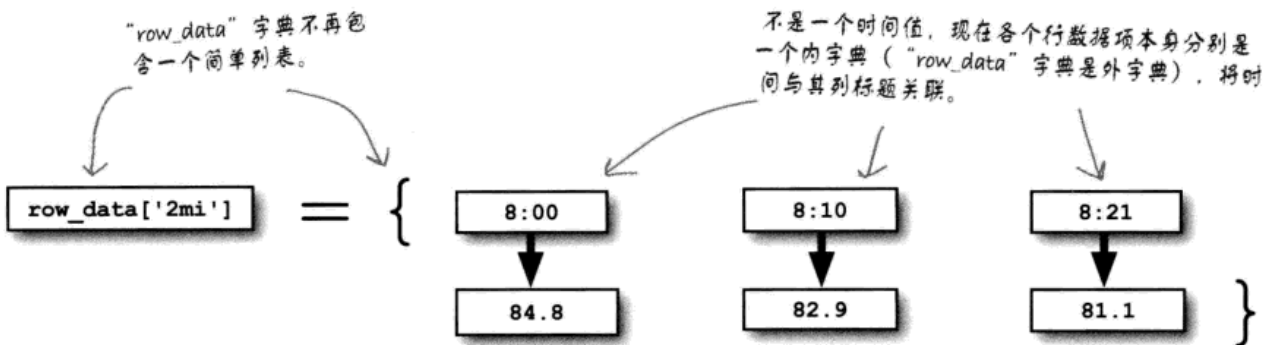 “row_data”字典不再包
含一个简单列表。
不是一个时间值，现在各个行数据项本身分别是
一个内字典（“row_data”字典是外字典），将时
间与其列标题关联。
row_data['2mi'] = {
8:00
8:10
8:21
84.8
82.9
81.1
}